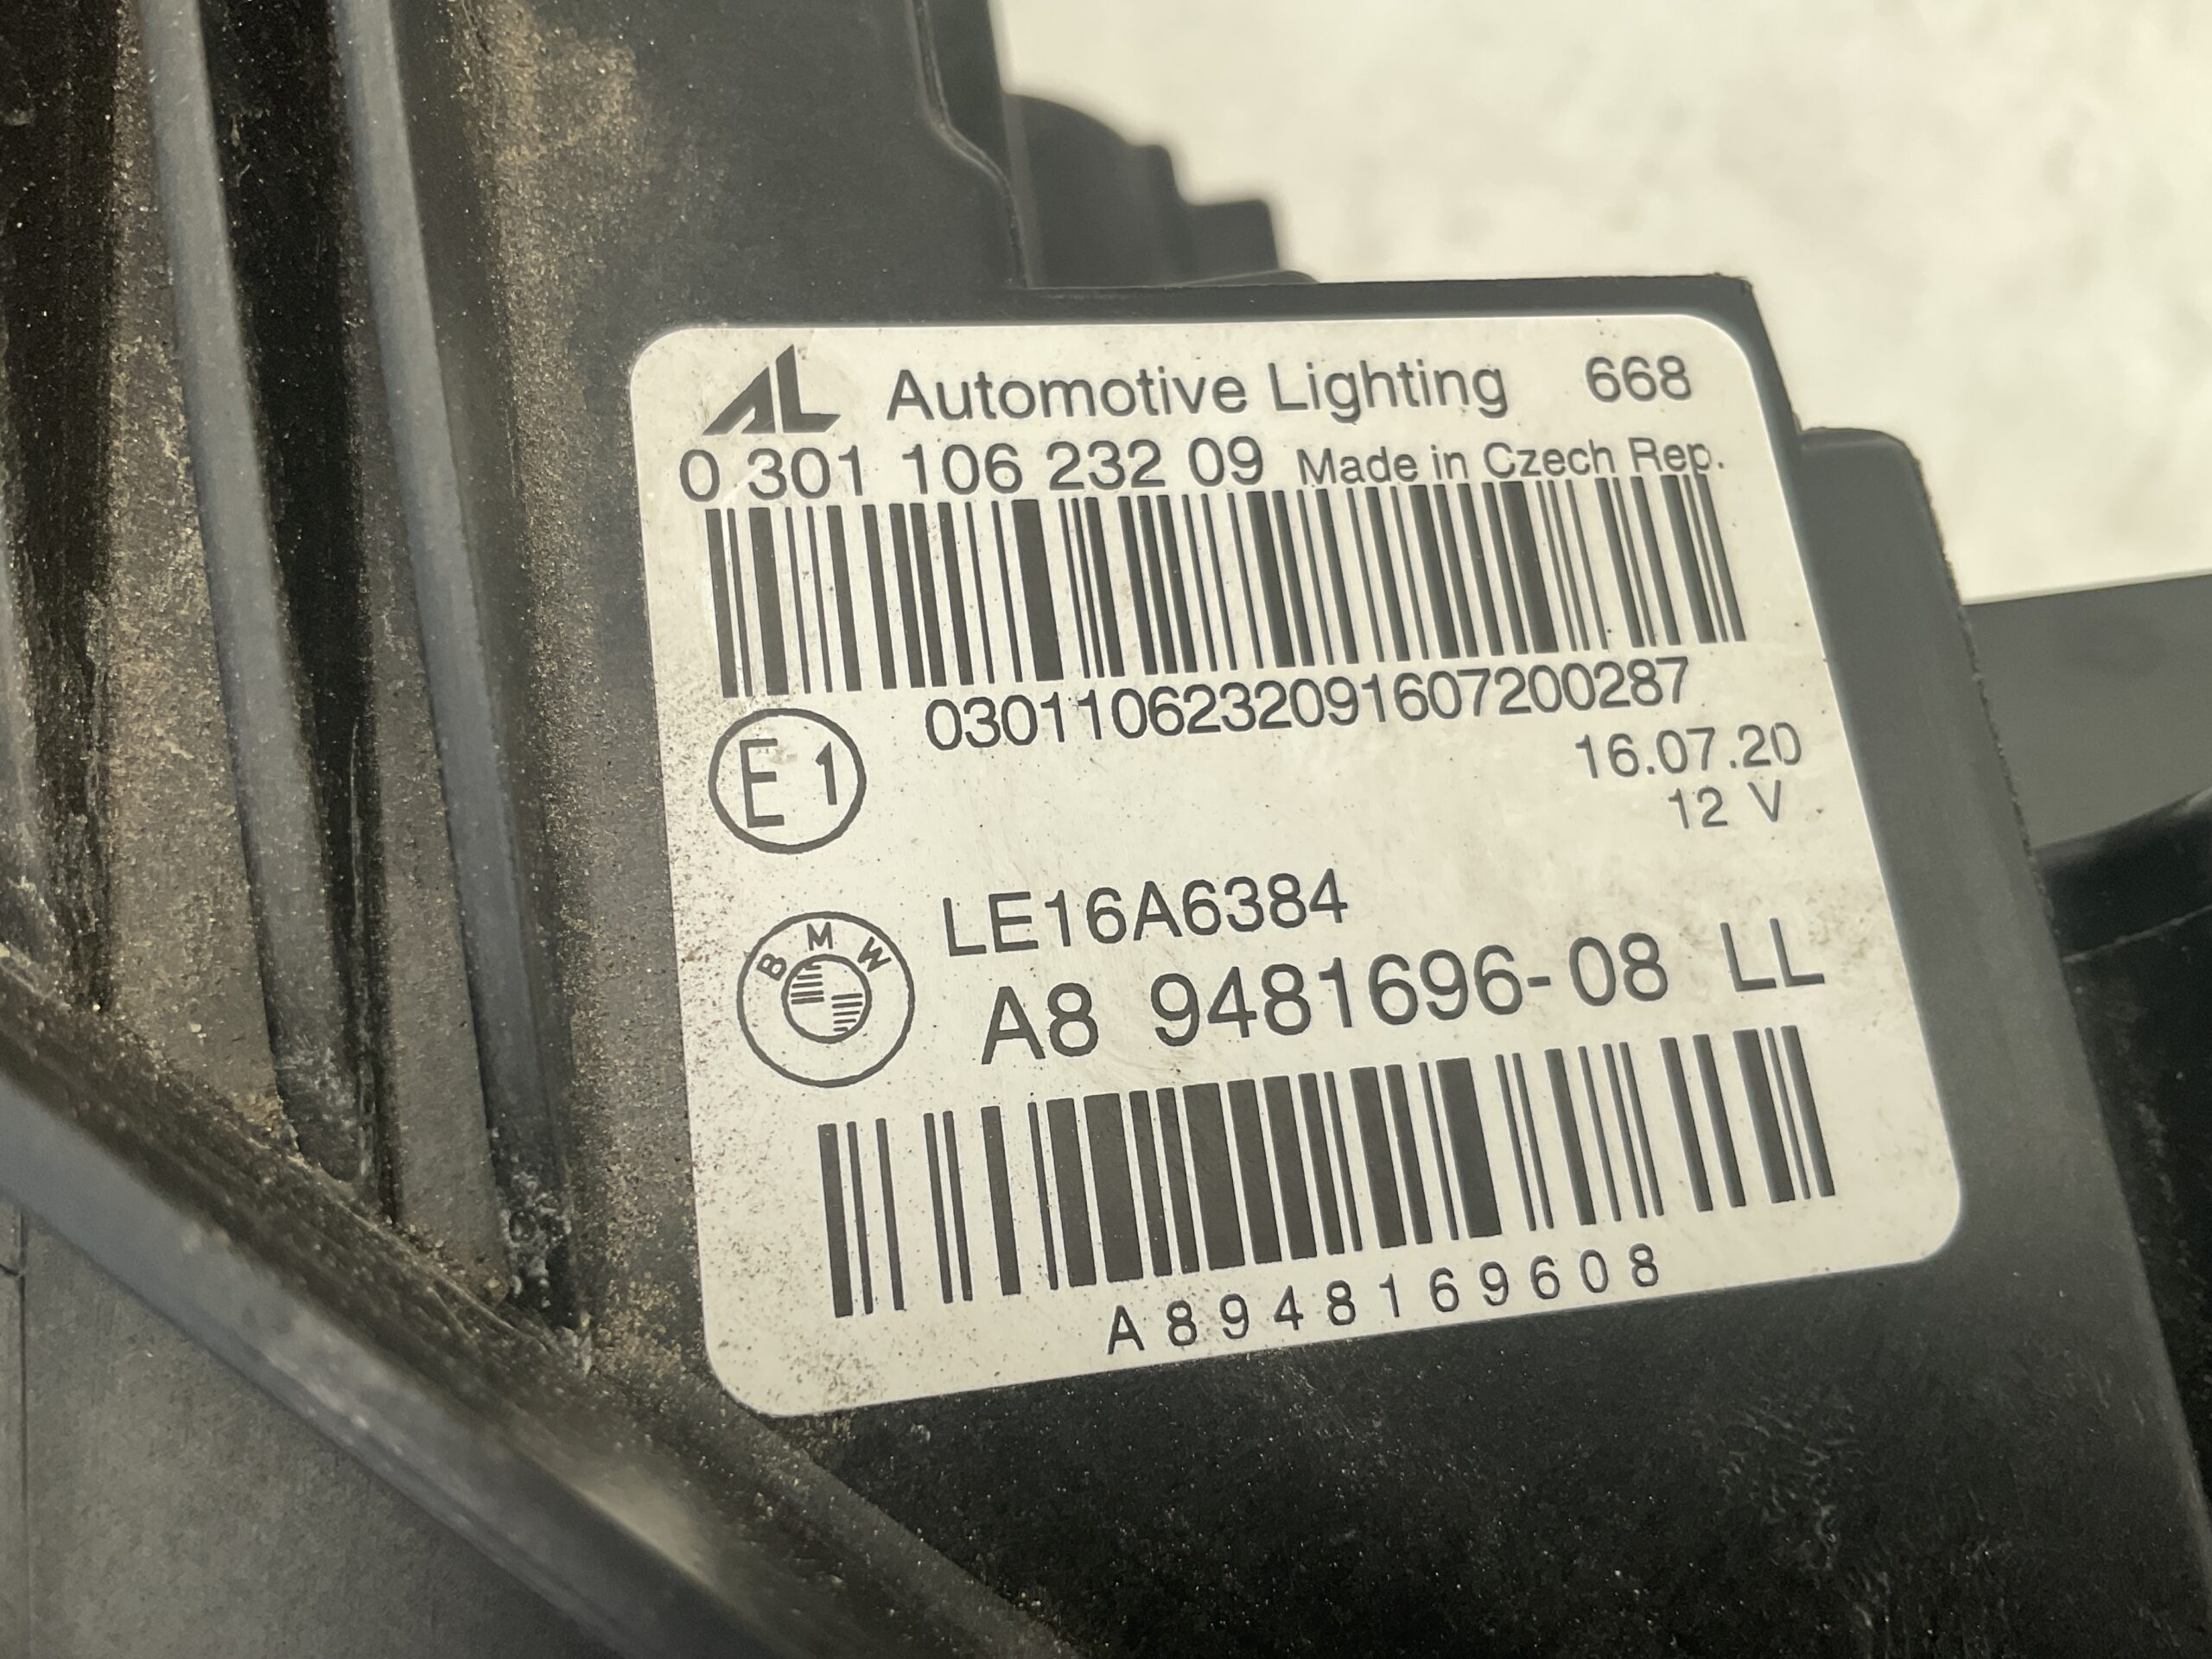 AL Automotive Lighting 668
0 301 106 232 09 Made in Czech Rep.
0301106232091607200287
E1
16.07.20
12 V
LE16A6384
BMW
A8 9481696-08 LL
A8948169608